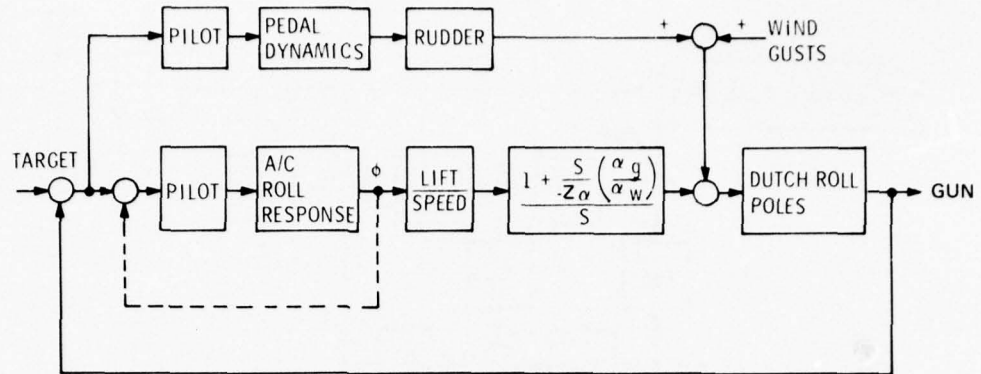 PILOT
PEDAL
DYNAMICS
RUDDER
+
+
WIND
GUSTS
TARGET
PILOT
A/C
ROLL
RESPONSE
ϕ
LIFT
SPEED
1 + S/-Zα (αg/αw)
S
DUTCH ROLL
POLES
GUN